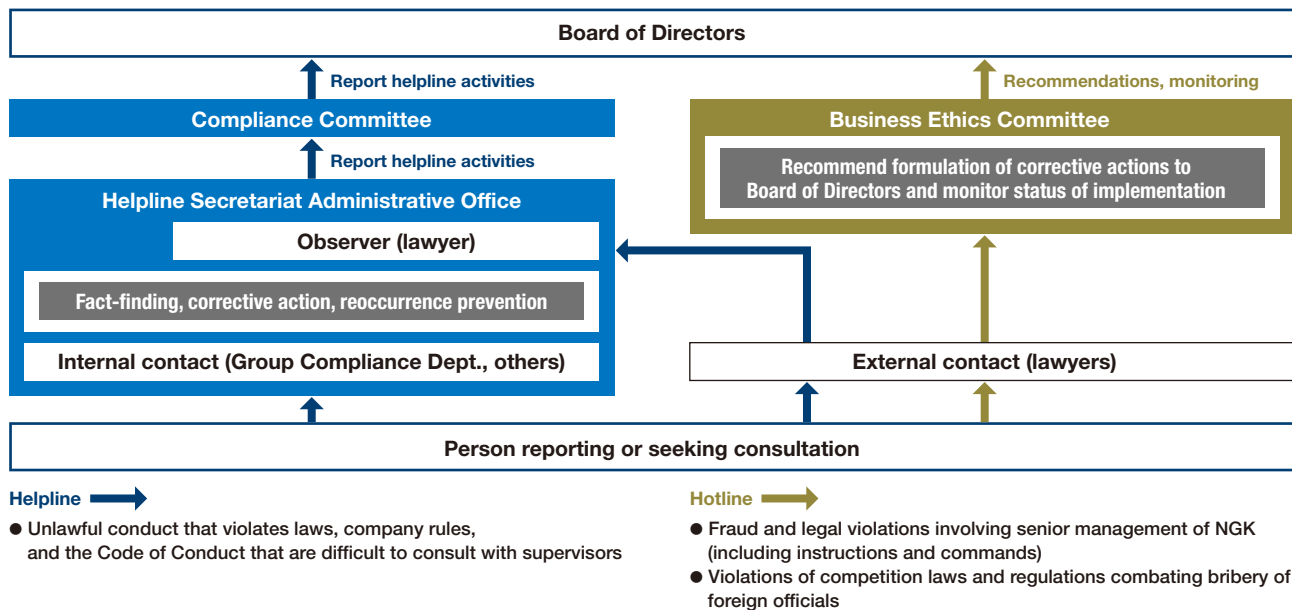 Board of Directors
Report helpline activities
Recommendations, monitoring
Compliance Committee
Business Ethics Committee
Report helpline activities
Recommend formulation of corrective actions to
Board of Directors and monitor status of implementation
Helpline Secretariat Administrative Office
Observer (lawyer)
Fact-finding, corrective action, reoccurrence prevention
Internal contact (Group Compliance Dept., others)
External contact (lawyers)
Person reporting or seeking consultation
Helpline
● Unlawful conduct that violates laws, company rules,
and the Code of Conduct that are difficult to consult with supervisors
Hotline
● Fraud and legal violations involving senior management of NGK
(including instructions and commands)
● Violations of competition laws and regulations combating bribery of
foreign officials